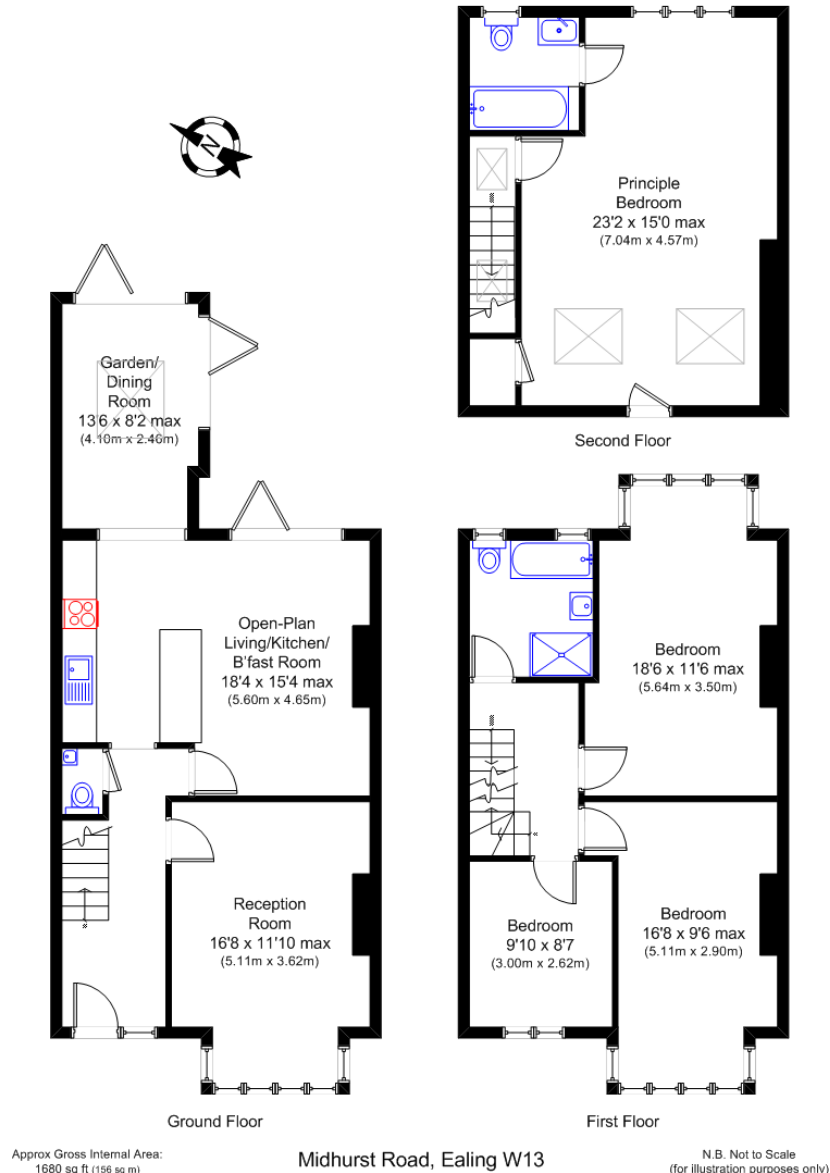 N
Principle
Bedroom
23'2 x 15'0 max
(7.04m x 4.57m)
Second Floor
Garden/
Dining
Room
13'6 x 8'2 max
(4.10m x 2.46m)
Open-Plan
Living/Kitchen/
B'fast Room
18'4 x 15'4 max
(5.60m x 4.65m)
Reception
Room
16'8 x 11'10 max
(5.11m x 3.62m)
Ground Floor
Bedroom
18'6 x 11'6 max
(5.64m x 3.50m)
Bedroom
9'10 x 8'7
(3.00m x 2.62m)
Bedroom
16'8 x 9'6 max
(5.11m x 2.90m)
First Floor
Approx Gross Internal Area:
1680 sq ft (156 sq m)
Midhurst Road, Ealing W13
N.B. Not to Scale
(for illustration purposes only)